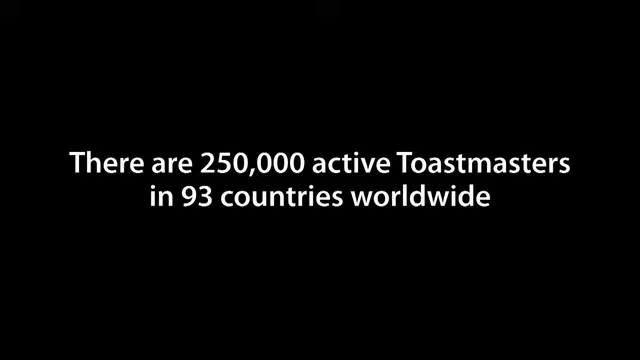 There are 250,000 active Toastmasters
in 93 countries worldwide